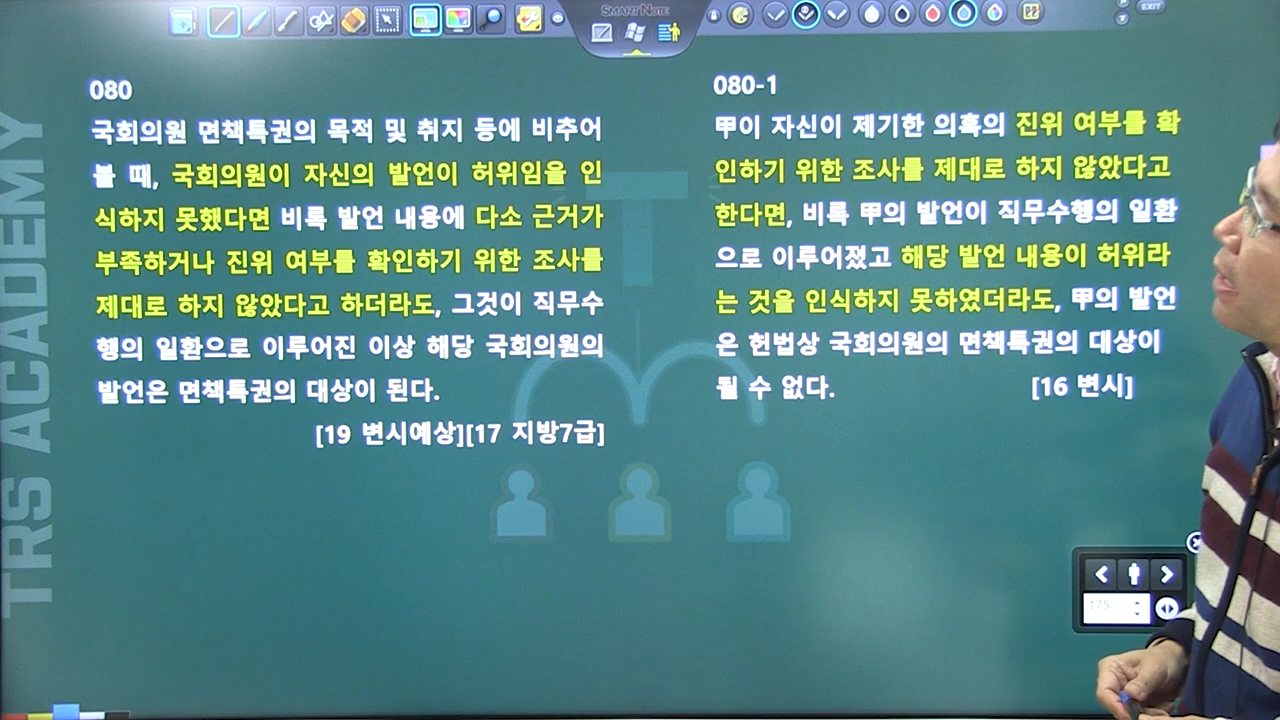 SMARTNOTE
EXIT
TRS ACADEMY
080
국회의원 면책특권의 목적 및 취지 등에 비추어
볼 때, 국회의원이 자신의 발언이 허위임을 인
식하지 못했다면 비록 발언 내용에 다소 근거가
부족하거나 진위 여부를 확인하기 위한 조사를
제대로 하지 않았다고 하더라도, 그것이 직무수
행의 일환으로 이루어진 이상 해당 국회의원의
발언은 면책특권의 대상이 된다.
[19 변시예상][17 지방7급]
080-1
甲이 자신이 제기한 의혹의 진위 여부를 확
인하기 위한 조사를 제대로 하지 않았다고
한다면, 비록 甲의 발언이 직무수행의 일환
으로 이루어졌고 해당 발언 내용이 허위라
는 것을 인식하지 못하였더라도, 甲의 발언
은 헌법상 국회의원의 면책특권의 대상이
될 수 없다. [16 변시]
175